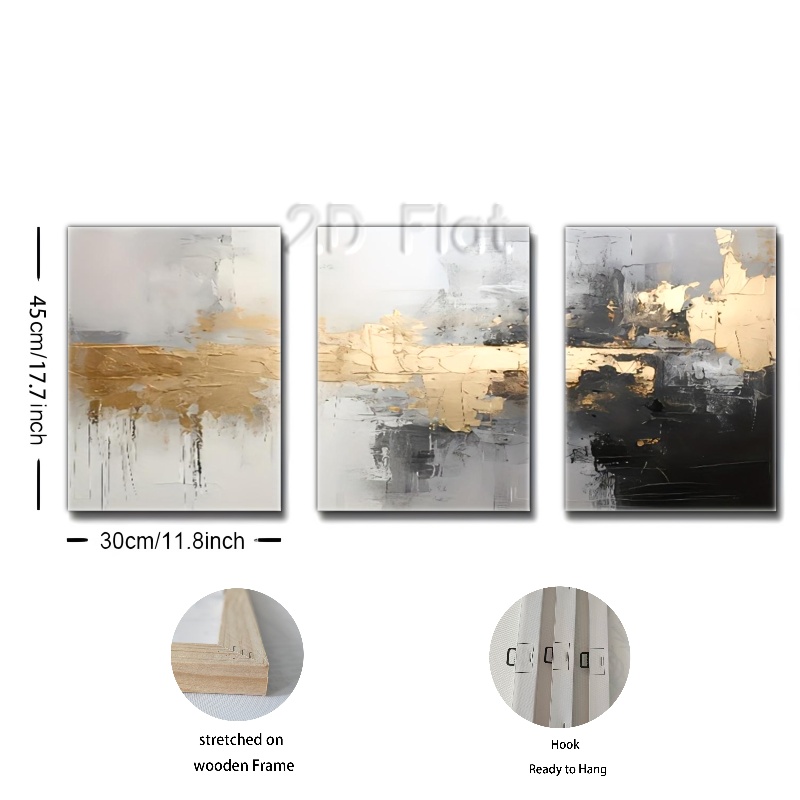 2D Flat
45cm/17.7inch
30cm/11.8inch
stretched on
wooden Frame
Hook
Ready to Hang